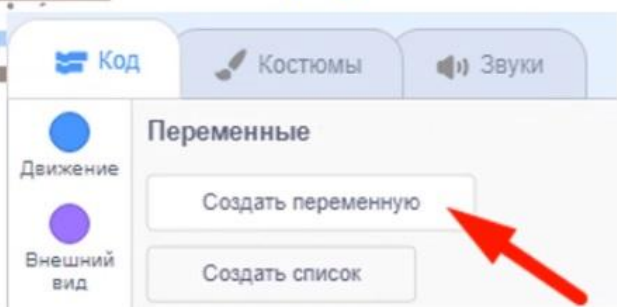 Код
Костюмы
Звуки
Переменные
Движение
Создать переменную
Внешний
вид
Создать список